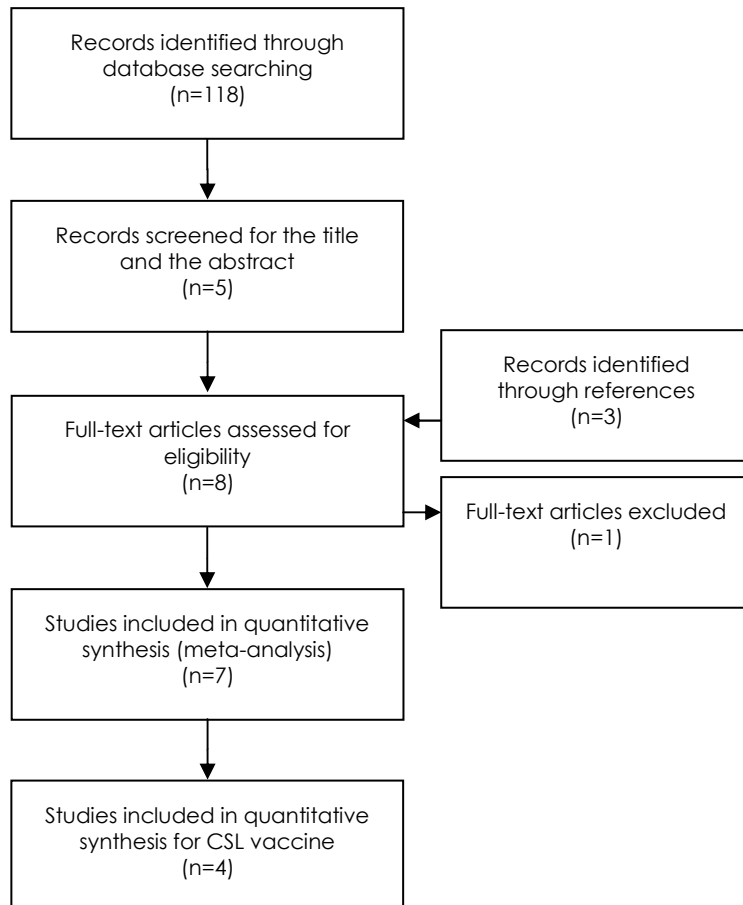 Records identified through
database searching
(n=118)
Records screened for the title
and the abstract
(n=5)
Records identified
through references
(n=3)
Full-text articles assessed for
eligibility
(n=8)
Full-text articles excluded
(n=1)
Studies included in quantitative
synthesis (meta-analysis)
(n=7)
Studies included in quantitative
synthesis for CSL vaccine
(n=4)